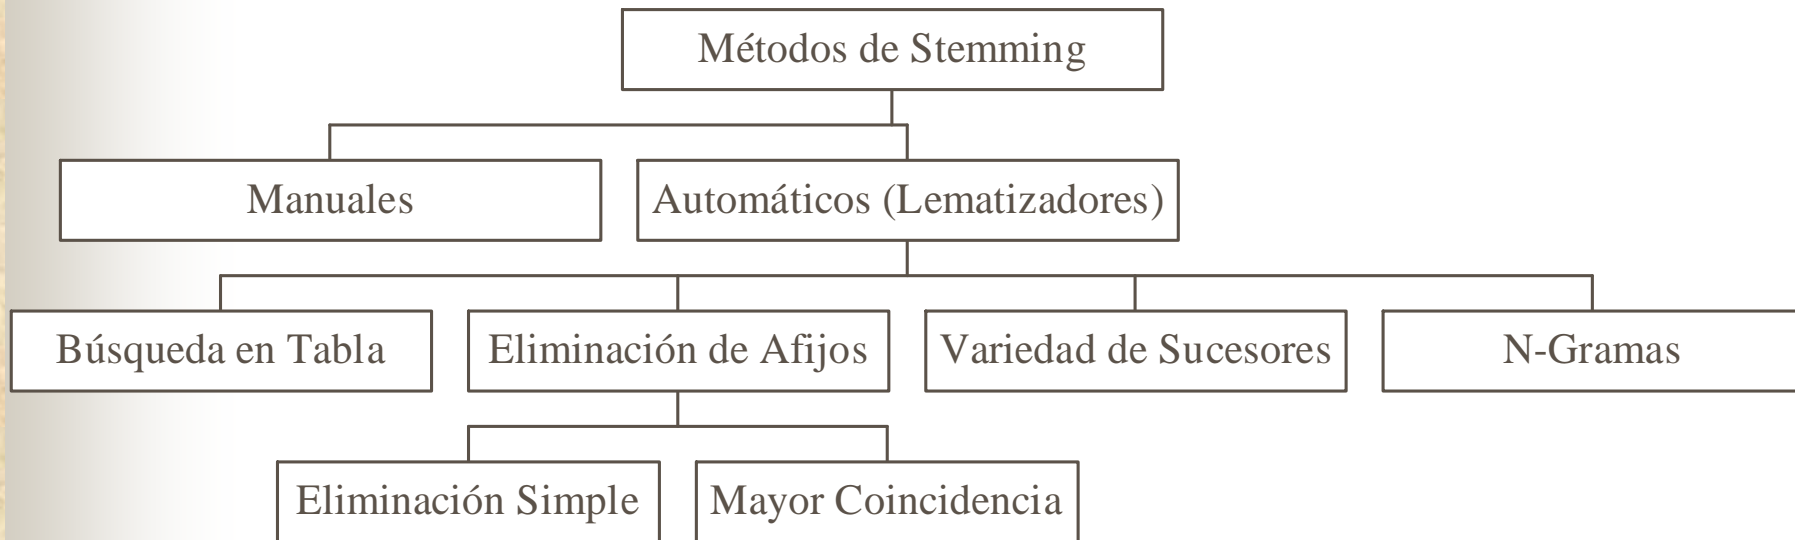 Métodos de Stemming
Manuales
Automáticos (Lematizadores)
Búsqueda en Tabla
Eliminación de Afijos
Variedad de Sucesores
N-Gramas
Eliminación Simple
Mayor Coincidencia